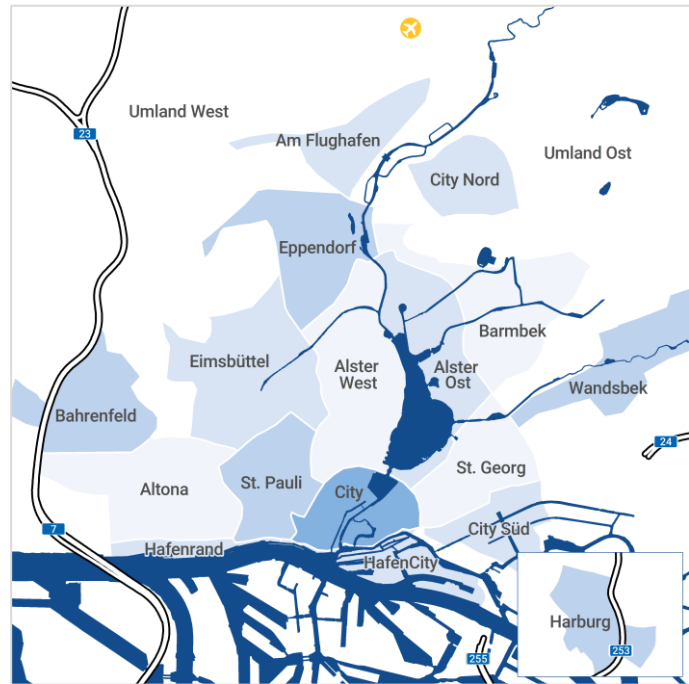 Umland West
23
Am Flughafen
Umland Ost
City Nord
Eppendorf
Barmbek
Eimsbüttel
Alster
West
Alster
Ost
Wandsbek
Bahrenfeld
24
St. Georg
Altona
St. Pauli
City
7
City Süd
Hafenrand
HafenCity
Harburg
253
255